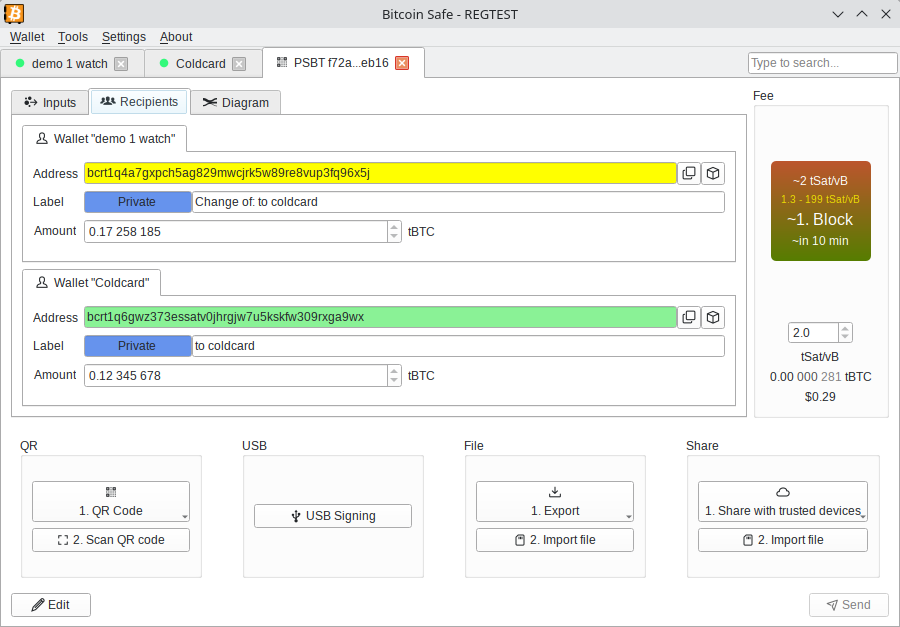 Bitcoin Safe - REGTEST
Wallet Tools Settings About
demo 1 watch Coldcard PSBT f72a...eb16 Type to search...
Inputs Recipients Diagram
Fee
Wallet "demo 1 watch"
Address bcrt1q4a7gxpch5ag829mwcjrk5w89re8vup3fq96x5j
Label Private Change of: to coldcard
Amount 0.17 258 185 tBTC
~2 tSat/vB
1.3 - 199 tSat/vB
~1. Block
~in 10 min
Wallet "Coldcard"
Address bcrt1q6gwz373essatv0jhrgjw7u5kskfw309rxga9wx
Label Private to coldcard
Amount 0.12 345 678 tBTC
2.0
tSat/vB
0.00 000 281 tBTC
$0.29
QR USB File Share
1. QR Code USB Signing 1. Export 1. Share with trusted devices
2. Scan QR code 2. Import file 2. Import file
Edit Send